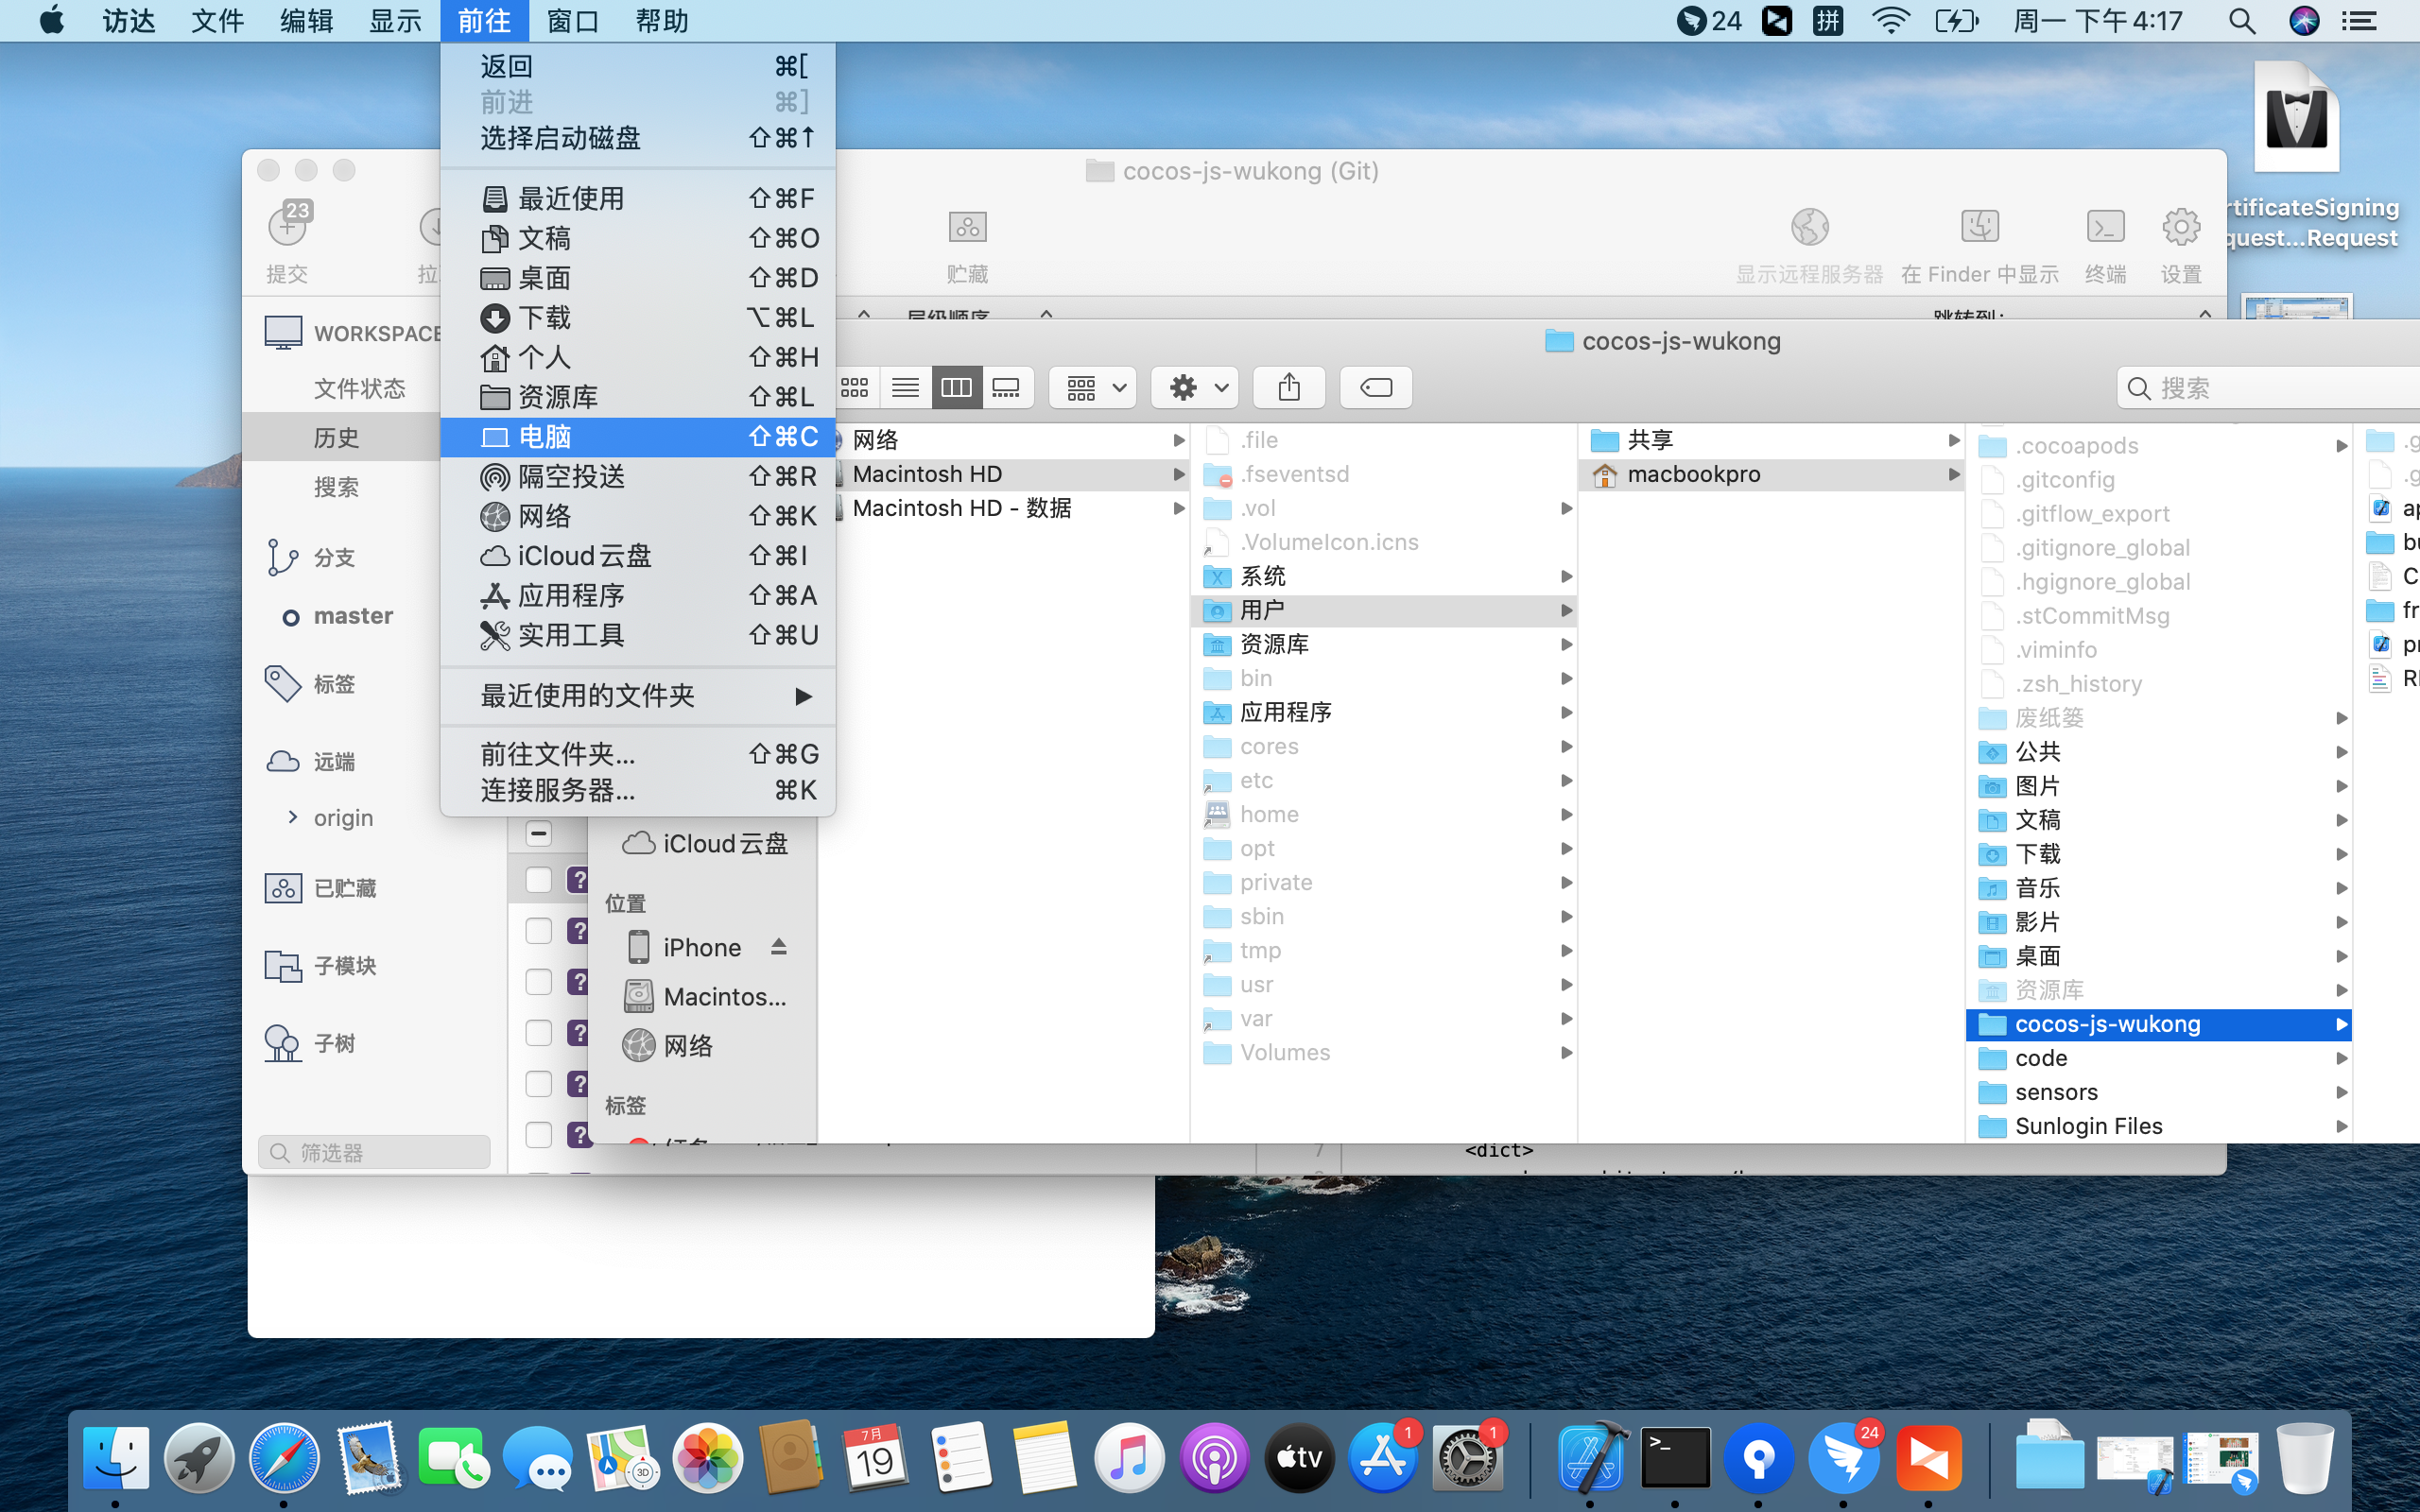 访达 文件 编辑 显示 前往 窗口 帮助 24 拼 周一 下午4:17
返回 ⌘[
前进 ⌘]
选择启动磁盘 ⇧⌘↑
最近使用 ⇧⌘F
文稿 ⇧⌘O
桌面 ⇧⌘D
下载 ⌥⌘L
个人 ⇧⌘H
资源库 ⇧⌘L
电脑 ⇧⌘C
隔空投送 ⇧⌘R
网络 ⇧⌘K
iCloud云盘 ⇧⌘I
应用程序 ⇧⌘A
实用工具 ⇧⌘U
最近使用的文件夹 ▶
前往文件夹... ⇧⌘G
连接服务器... ⌘K
cocos-js-wukong (Git)
23
提交
贮藏
显示远程服务器
在 Finder 中显示
终端
设置
层级顺序
跳转到:
WORKSPACE
文件状态
历史
搜索
分支
master
标签
远端
origin
已贮藏
子模块
子树
筛选器
cocos-js-wukong
搜索
iCloud云盘
位置
iPhone
Macintos...
网络
标签
红色
网络
Macintosh HD
Macintosh HD - 数据
.file
.fseventsd
.vol
.VolumeIcon.icns
系统
用户
资源库
bin
应用程序
cores
etc
home
opt
private
sbin
tmp
usr
var
Volumes
共享
macbookpro
.cocoapods
.gitconfig
.gitflow_export
.gitignore_global
.hgignore_global
.stCommitMsg
.viminfo
.zsh_history
废纸篓
公共
图片
文稿
下载
音乐
影片
桌面
资源库
cocos-js-wukong
code
sensors
Sunlogin Files
7 <dict>
rtificateSigning
quest...Request
7月
19
3D
tv
1
1
>_
24